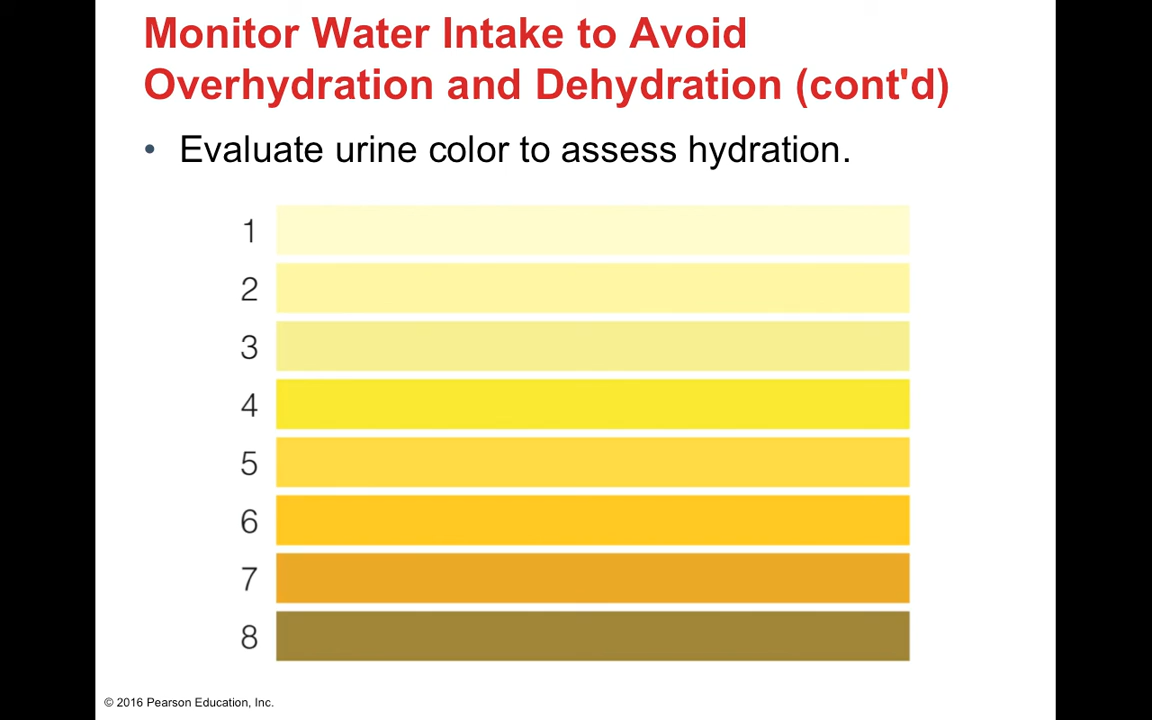 Monitor Water Intake to Avoid
Overhydration and Dehydration (cont'd)
• Evaluate urine color to assess hydration.
1
2
3
4
5
6
7
8
© 2016 Pearson Education, Inc.